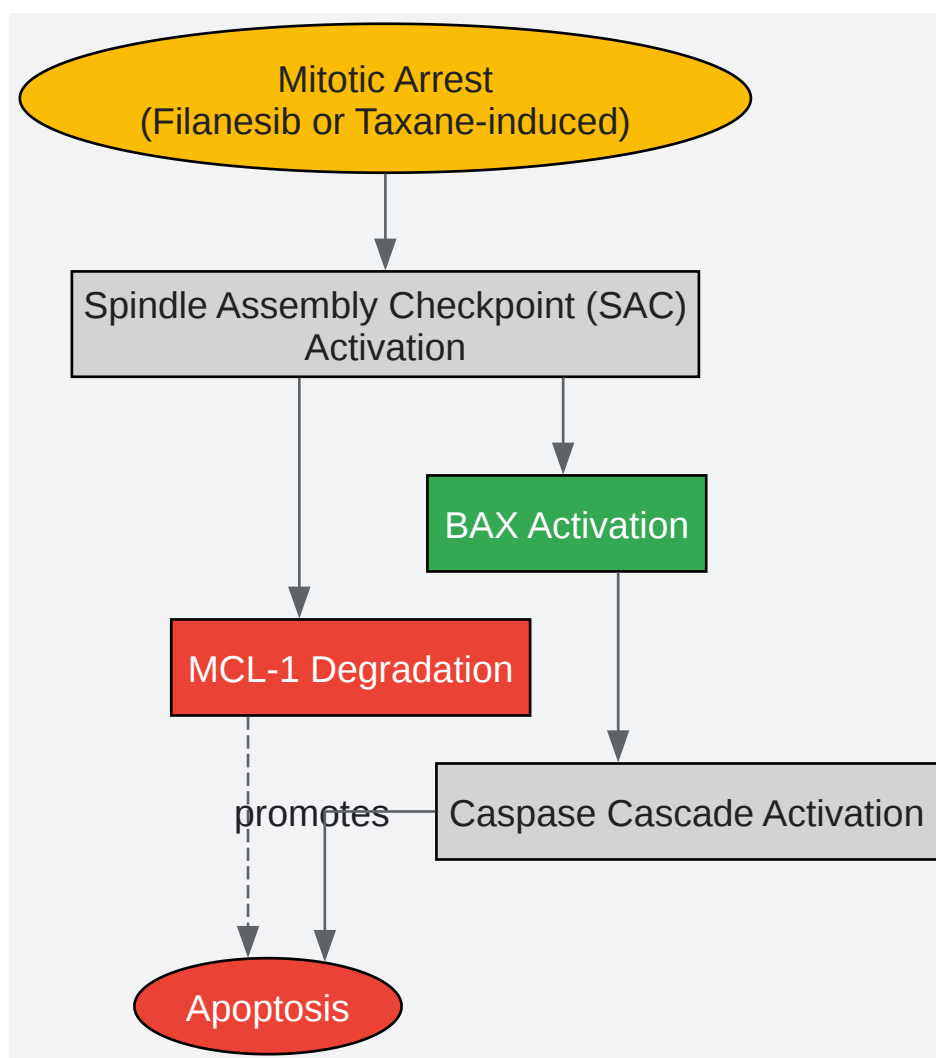 Mitotic Arrest
(Filanesib or Taxane-induced)
Spindle Assembly Checkpoint (SAC)
Activation
BAX Activation
MCL-1 Degradation
promotes
Caspase Cascade Activation
Apoptosis